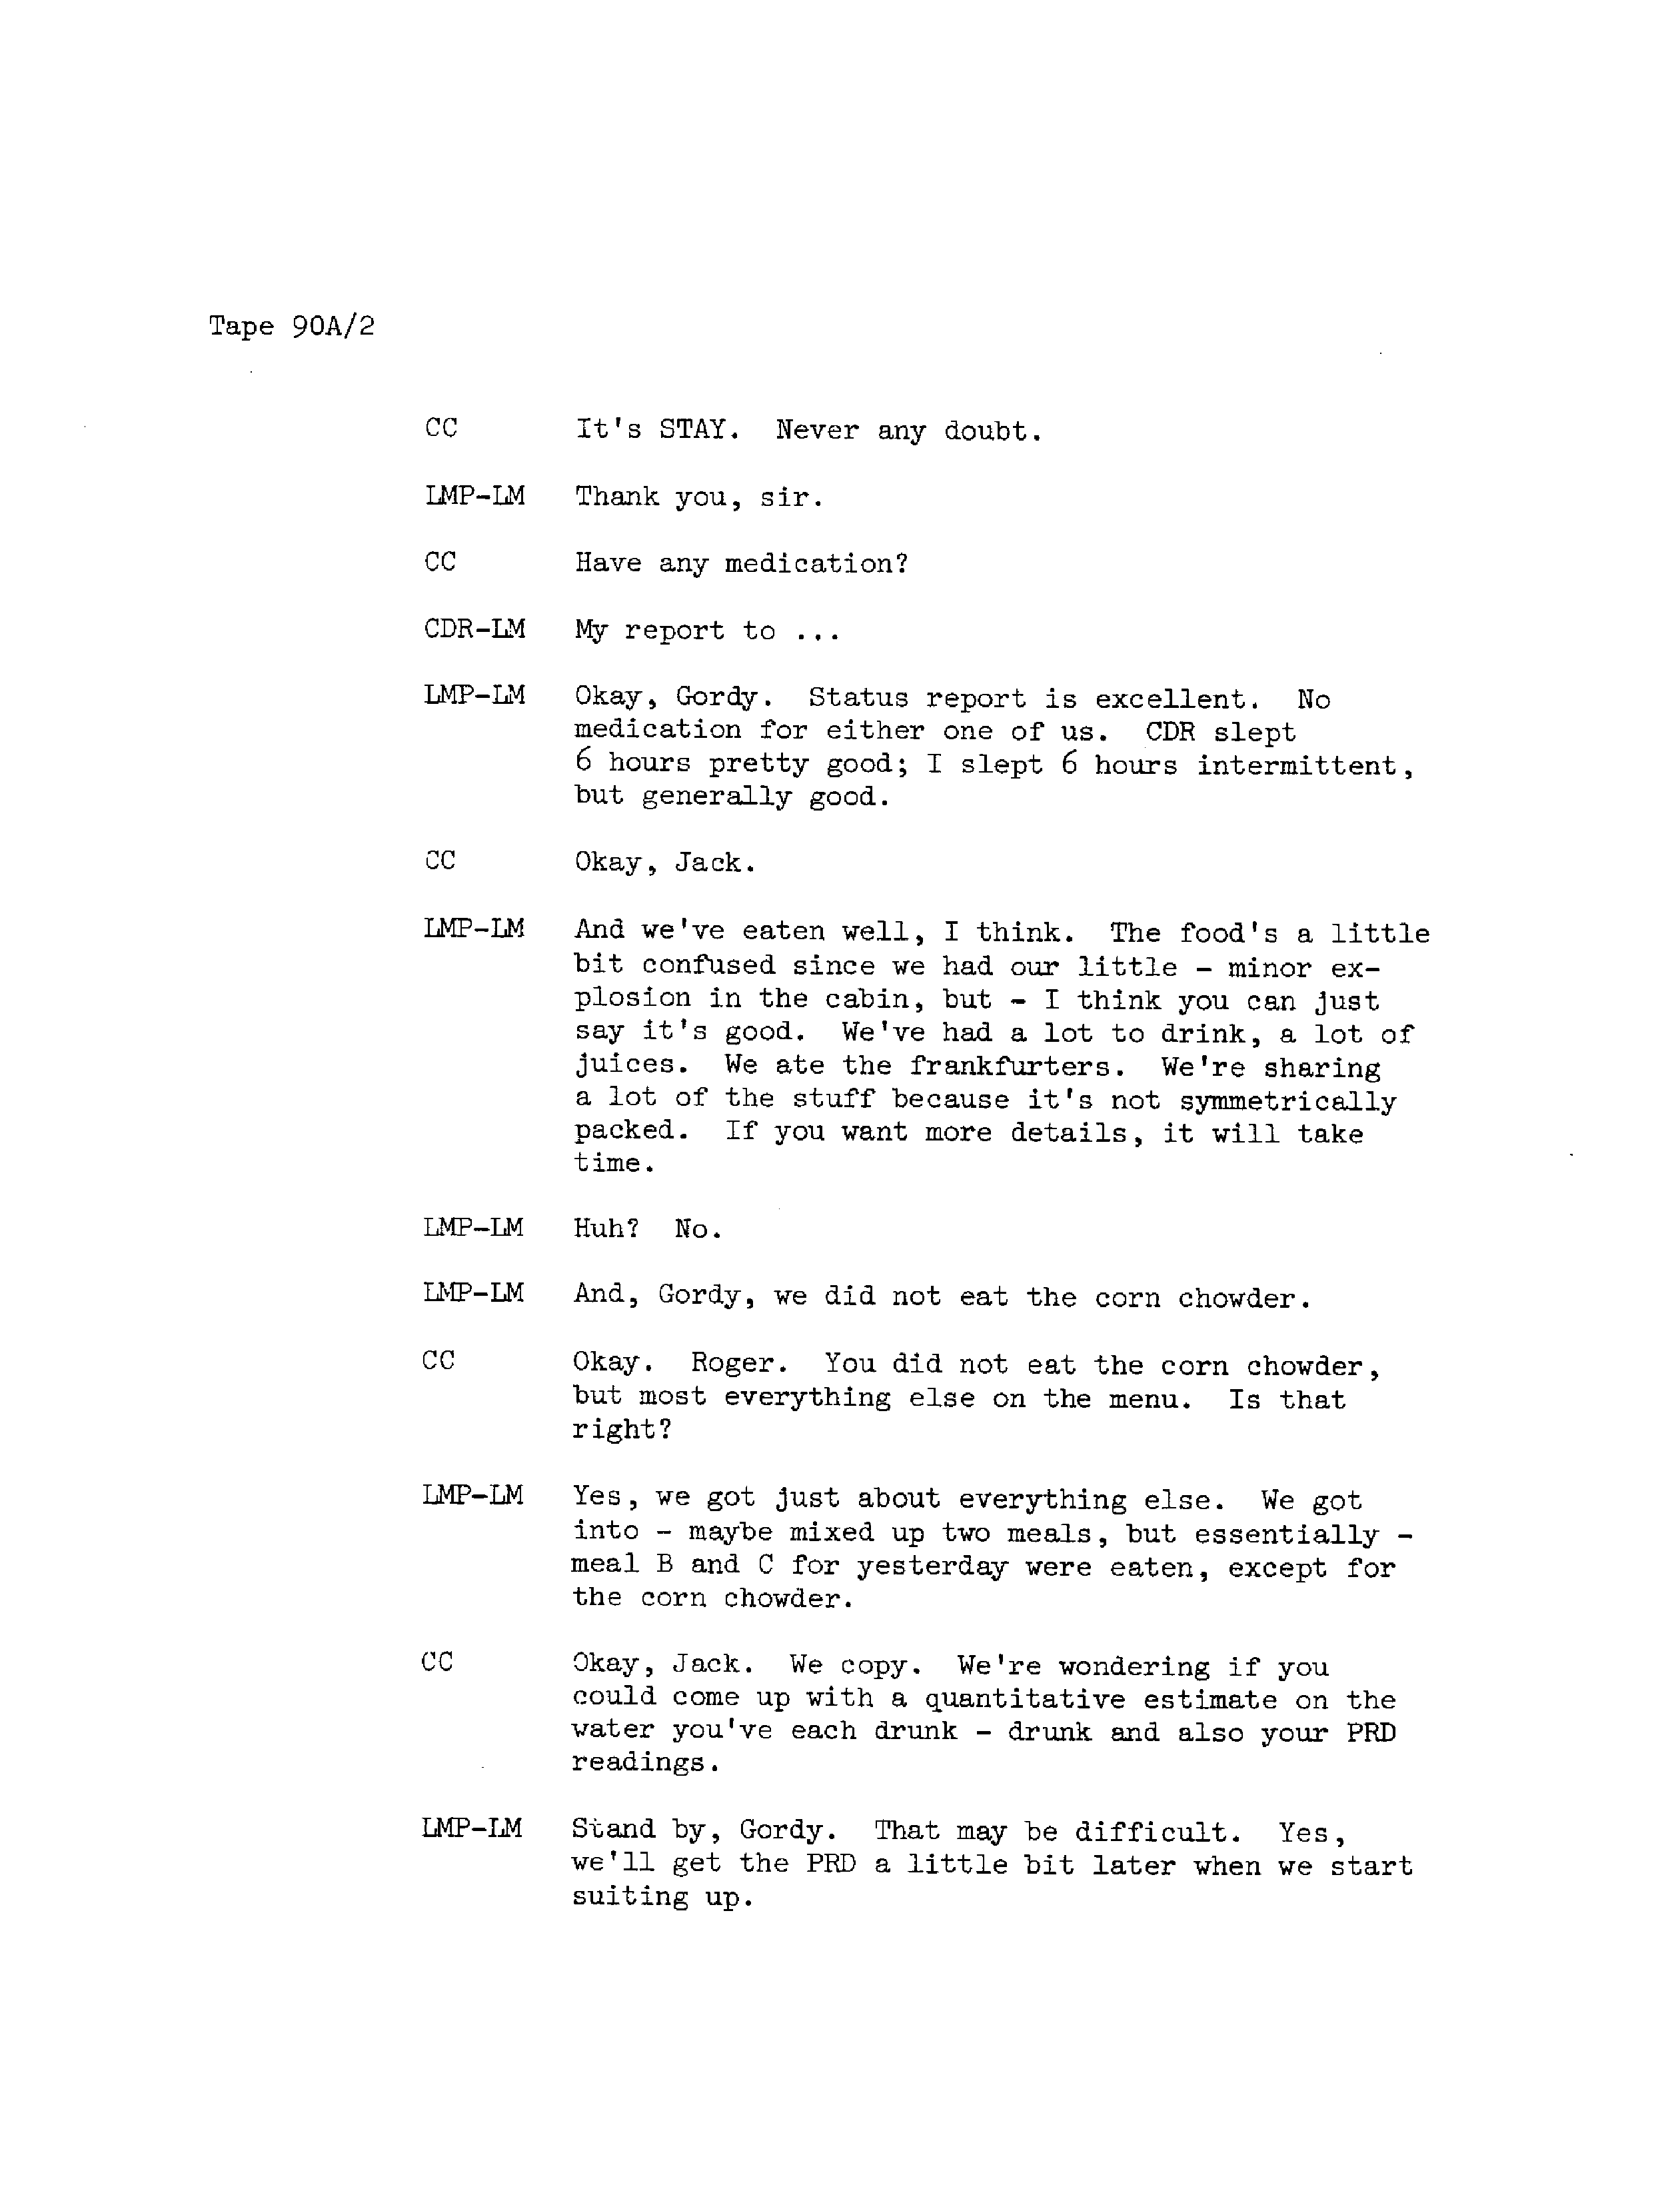 Tape 90A/2
CC It's STAY. Never any doubt.
LMP-LM Thank you, sir.
CC Have any medication?
CDR-LM My report to ...
LMP-LM Okay, Gordy. Status report is excellent. No
medication for either one of us. CDR slept
6 hours pretty good; I slept 6 hours intermittent,
but generally good.
CC Okay, Jack.
LMP-LM And we've eaten well, I think. The food's a little
bit confused since we had our little - minor ex-
plosion in the cabin, but - I think you can just
say it's good. We've had a lot to drink, a lot of
juices. We ate the frankfurters. We're sharing
a lot of the stuff because it's not symmetrically
packed. If you want more details, it will take
time.
LMP-LM Huh? No.
LMP-LM And, Gordy, we did not eat the corn chowder.
CC Okay. Roger. You did not eat the corn chowder,
but most everything else on the menu. Is that
right?
LMP-LM Yes, we got just about everything else. We got
into - maybe mixed up two meals, but essentially -
meal B and C for yesterday were eaten, except for
the corn chowder.
CC Okay, Jack. We copy. We're wondering if you
could come up with a quantitative estimate on the
water you've each drunk - drunk and also your PRD
readings.
LMP-LM Stand by, Gordy. That may be difficult. Yes,
we'll get the PRD a little bit later when we start
suiting up.